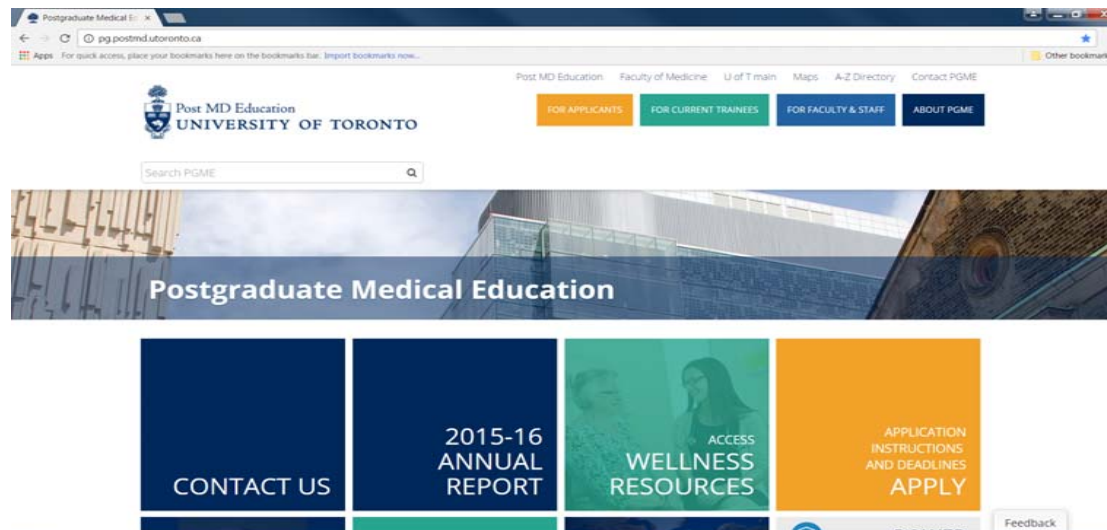 Postgraduate Medical Ed
pg.postmd.utoronto.ca
Apps For quick access, place your bookmarks here on the bookmarks bar. Import bookmarks now...
Other bookmark
Post MD Education Faculty of Medicine U of T main Maps A-Z Directory Contact PGME
Post MD Education
UNIVERSITY OF TORONTO
FOR APPLICANTS FOR CURRENT TRAINEES FOR FACULTY & STAFF ABOUT PGME
Search PGME
Postgraduate Medical Education
CONTACT US
2015-16
ANNUAL
REPORT
ACCESS
WELLNESS
RESOURCES
APPLICATION
INSTRUCTIONS
AND DEADLINES
APPLY
Feedback